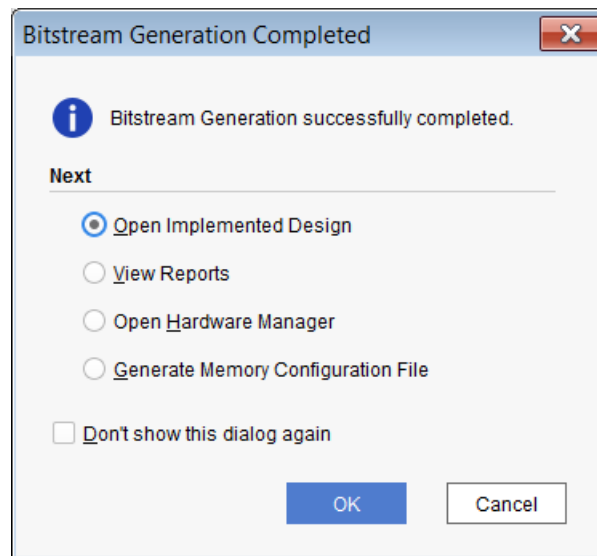 Bitstream Generation Completed
Bitstream Generation successfully completed.
Next
Open Implemented Design
View Reports
Open Hardware Manager
Generate Memory Configuration File
Don't show this dialog again
OK
Cancel